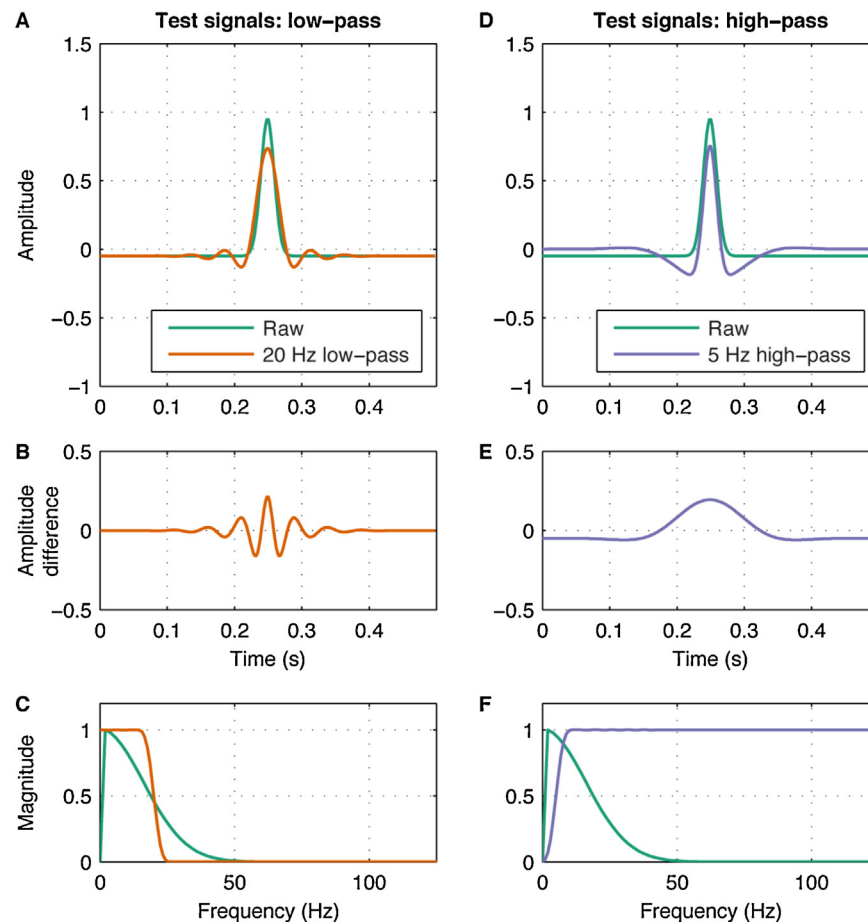 A
Test signals: low−pass
1.5
1
0.5
0
−0.5
−1
Amplitude
Raw
20 Hz low−pass
0
0.1
0.2
0.3
0.4
B
0.5
0
−0.5
Amplitude
difference
0
0.1
0.2
0.3
0.4
Time (s)
C
1
0.5
0
Magnitude
0
50
100
Frequency (Hz)
D
Test signals: high−pass
1.5
1
0.5
0
−0.5
−1
Raw
5 Hz high−pass
0
0.1
0.2
0.3
0.4
E
0.5
0
−0.5
0
0.1
0.2
0.3
0.4
Time (s)
F
1
0.5
0
0
50
100
Frequency (Hz)